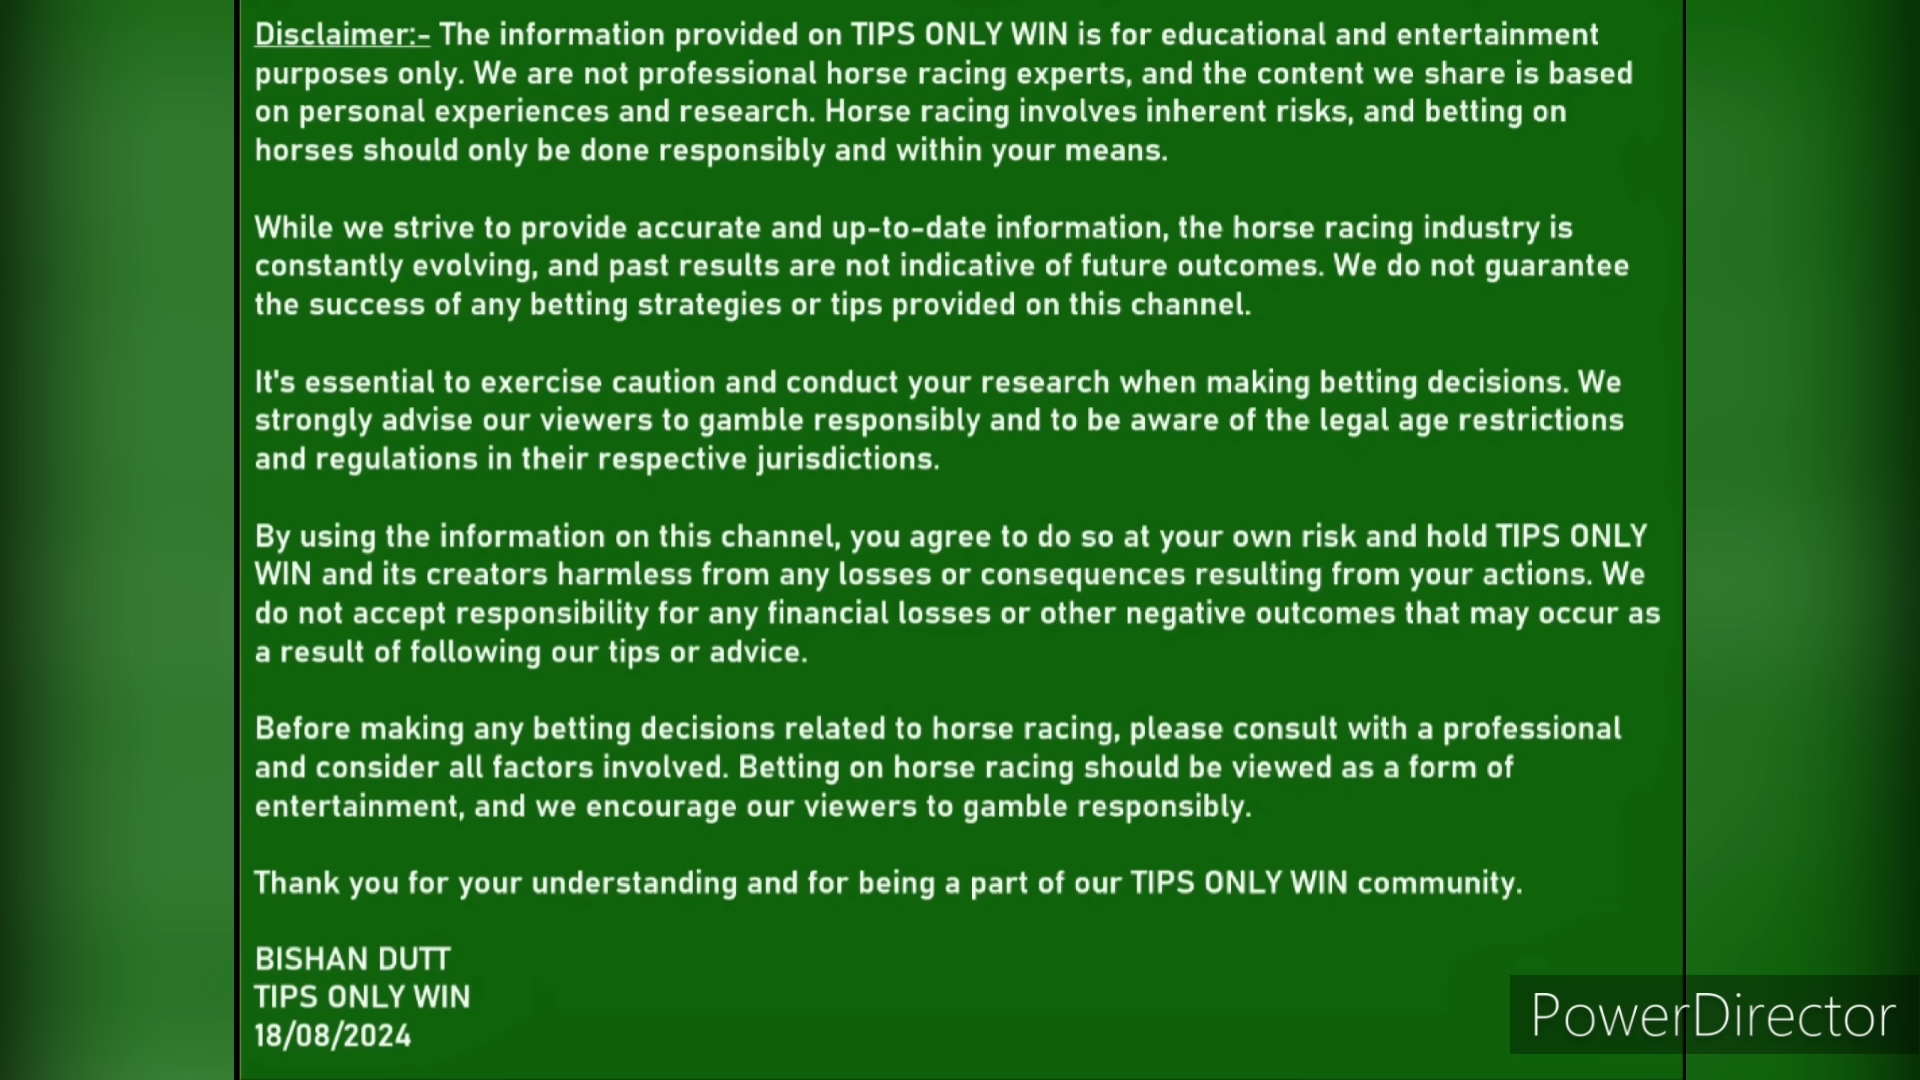 Disclaimer:- The information provided on TIPS ONLY WIN is for educational and entertainment
purposes only. We are not professional horse racing experts, and the content we share is based
on personal experiences and research. Horse racing involves inherent risks, and betting on
horses should only be done responsibly and within your means.
While we strive to provide accurate and up-to-date information, the horse racing industry is
constantly evolving, and past results are not indicative of future outcomes. We do not guarantee
the success of any betting strategies or tips provided on this channel.
It's essential to exercise caution and conduct your research when making betting decisions. We
strongly advise our viewers to gamble responsibly and to be aware of the legal age restrictions
and regulations in their respective jurisdictions.
By using the information on this channel, you agree to do so at your own risk and hold TIPS ONLY
WIN and its creators harmless from any losses or consequences resulting from your actions. We
do not accept responsibility for any financial losses or other negative outcomes that may occur as
a result of following our tips or advice.
Before making any betting decisions related to horse racing, please consult with a professional
and consider all factors involved. Betting on horse racing should be viewed as a form of
entertainment, and we encourage our viewers to gamble responsibly.
Thank you for your understanding and for being a part of our TIPS ONLY WIN community.
BISHAN DUTT
TIPS ONLY WIN
18/08/2024
PowerDirector